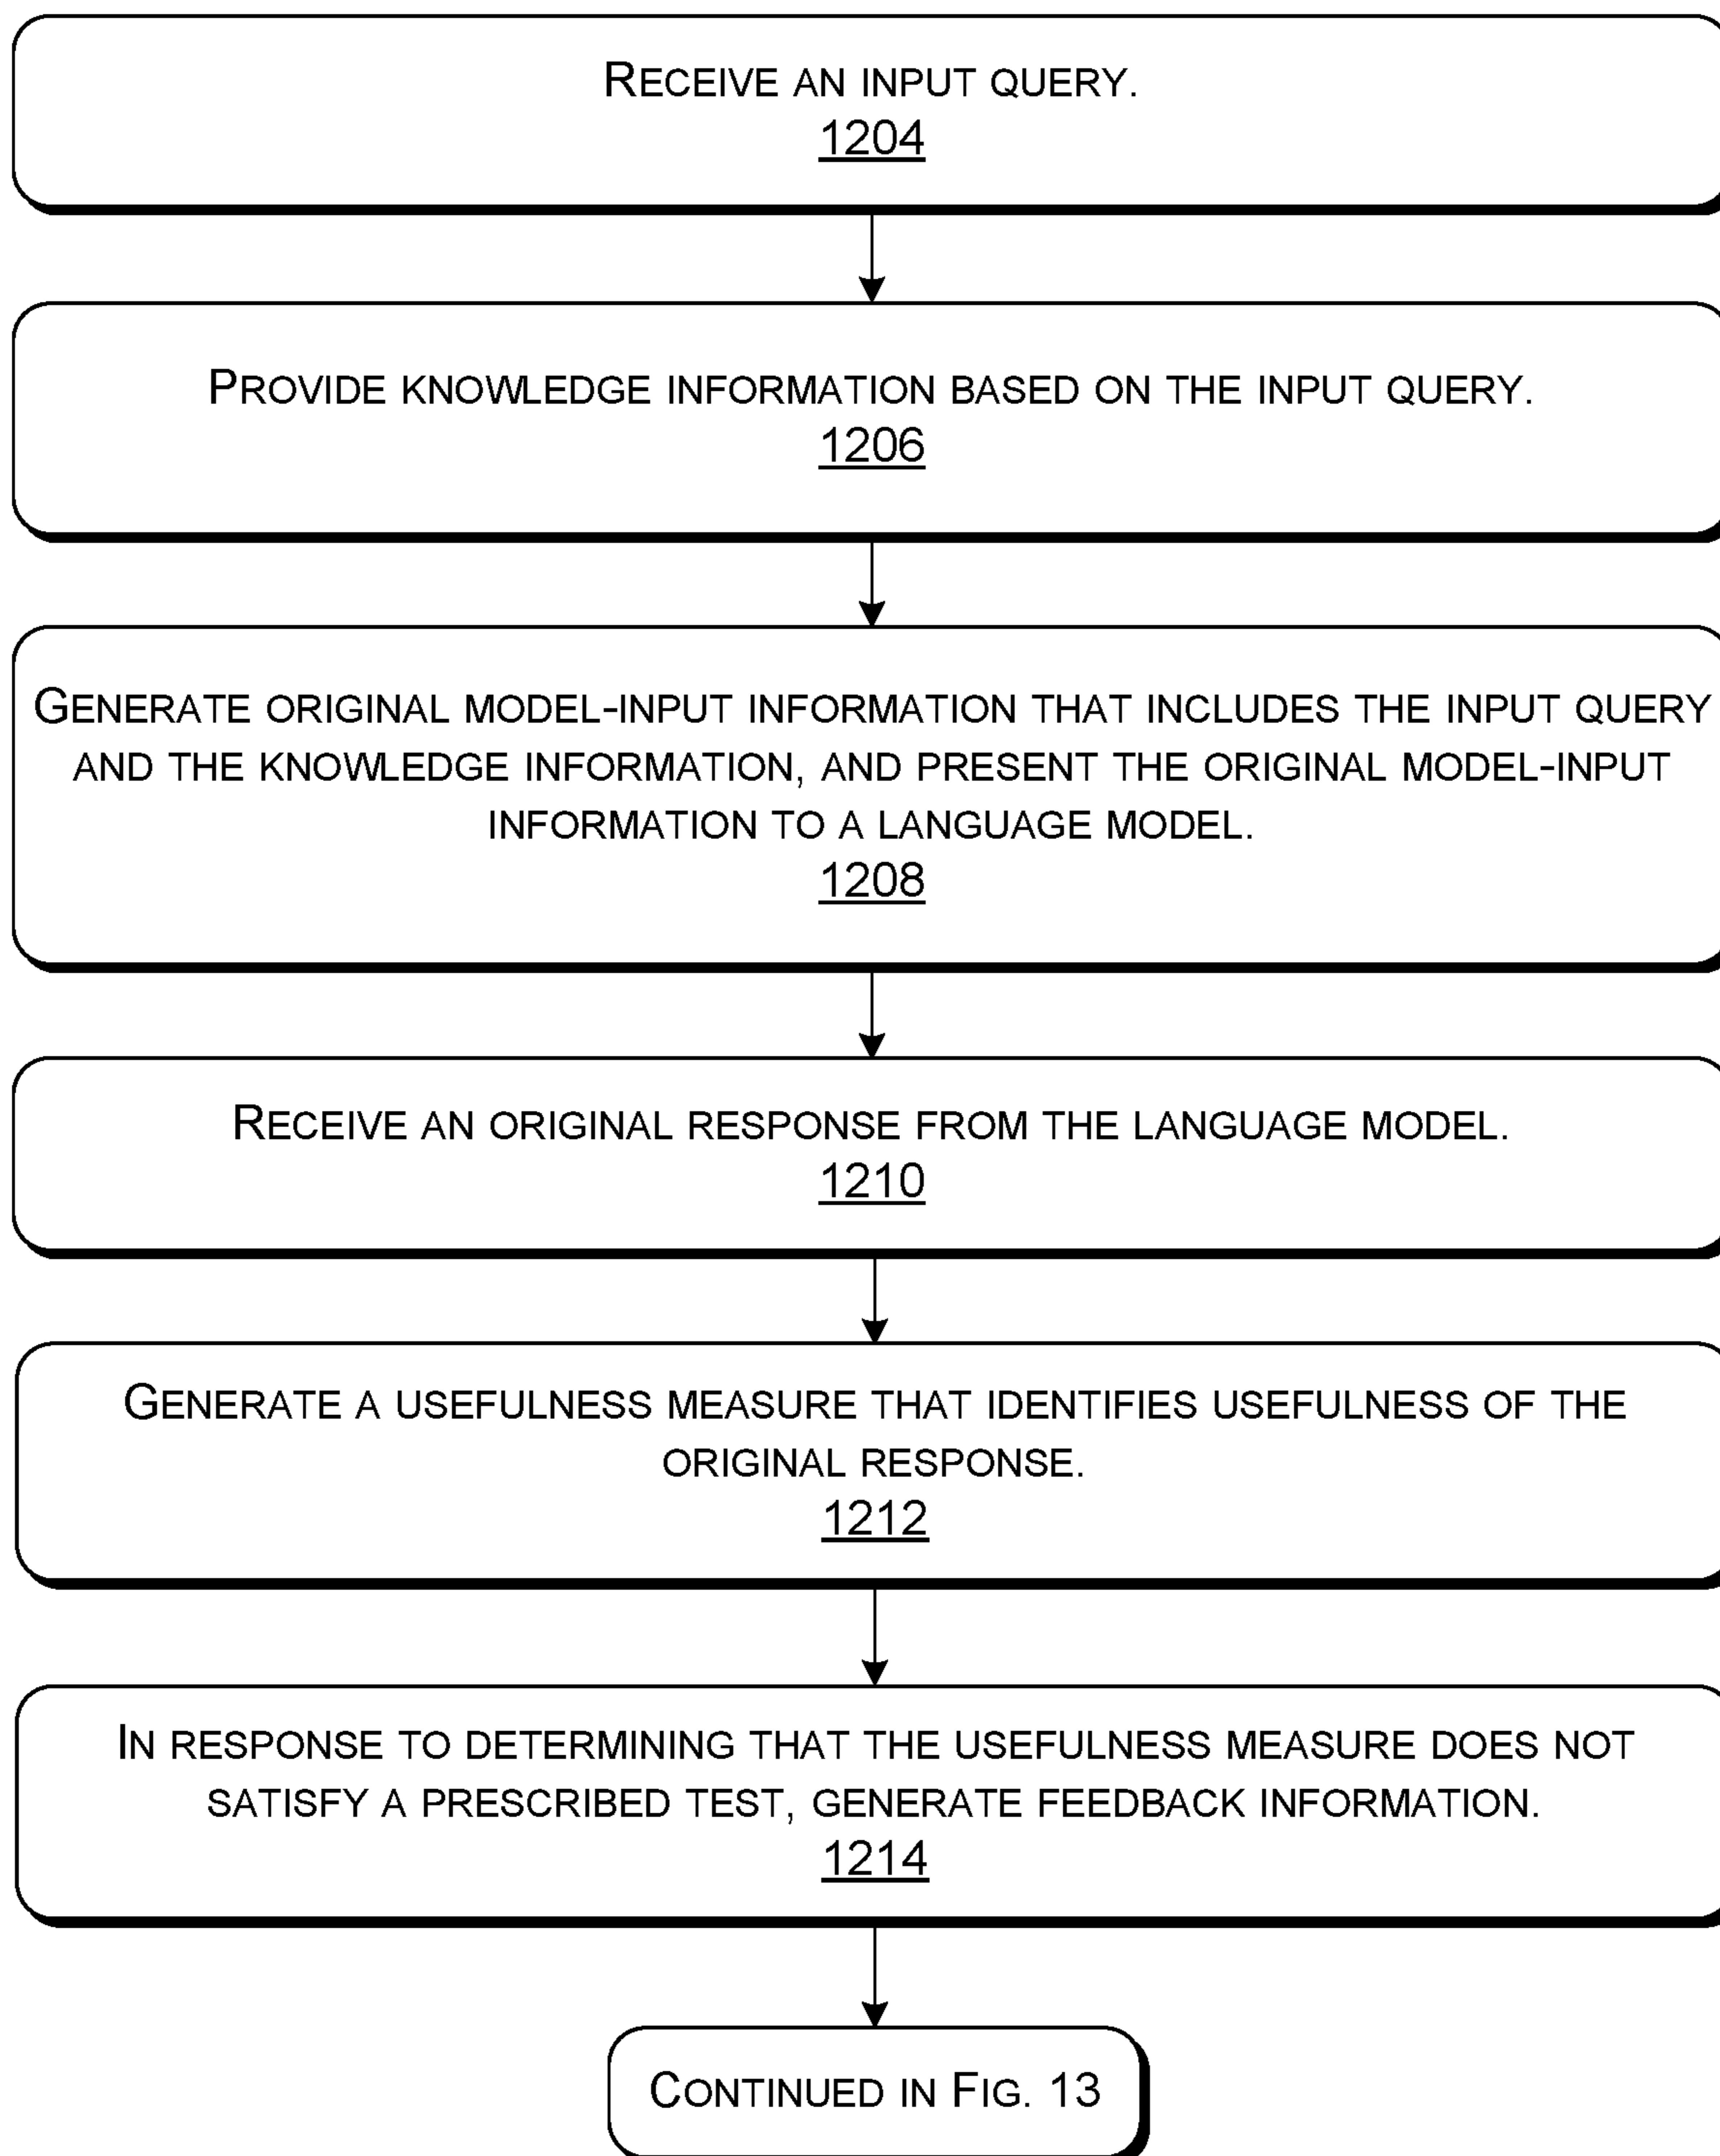 RECEIVE AN INPUT QUERY.
1204
PROVIDE KNOWLEDGE INFORMATION BASED ON THE INPUT QUERY.
1206
GENERATE ORIGINAL MODEL-INPUT INFORMATION THAT INCLUDES THE INPUT QUERY
AND THE KNOWLEDGE INFORMATION, AND PRESENT THE ORIGINAL MODEL-INPUT
INFORMATION TO A LANGUAGE MODEL.
1208
RECEIVE AN ORIGINAL RESPONSE FROM THE LANGUAGE MODEL.
1210
GENERATE A USEFULNESS MEASURE THAT IDENTIFIES USEFULNESS OF THE
ORIGINAL RESPONSE.
1212
IN RESPONSE TO DETERMINING THAT THE USEFULNESS MEASURE DOES NOT
SATISFY A PRESCRIBED TEST, GENERATE FEEDBACK INFORMATION.
1214
CONTINUED IN FIG. 13